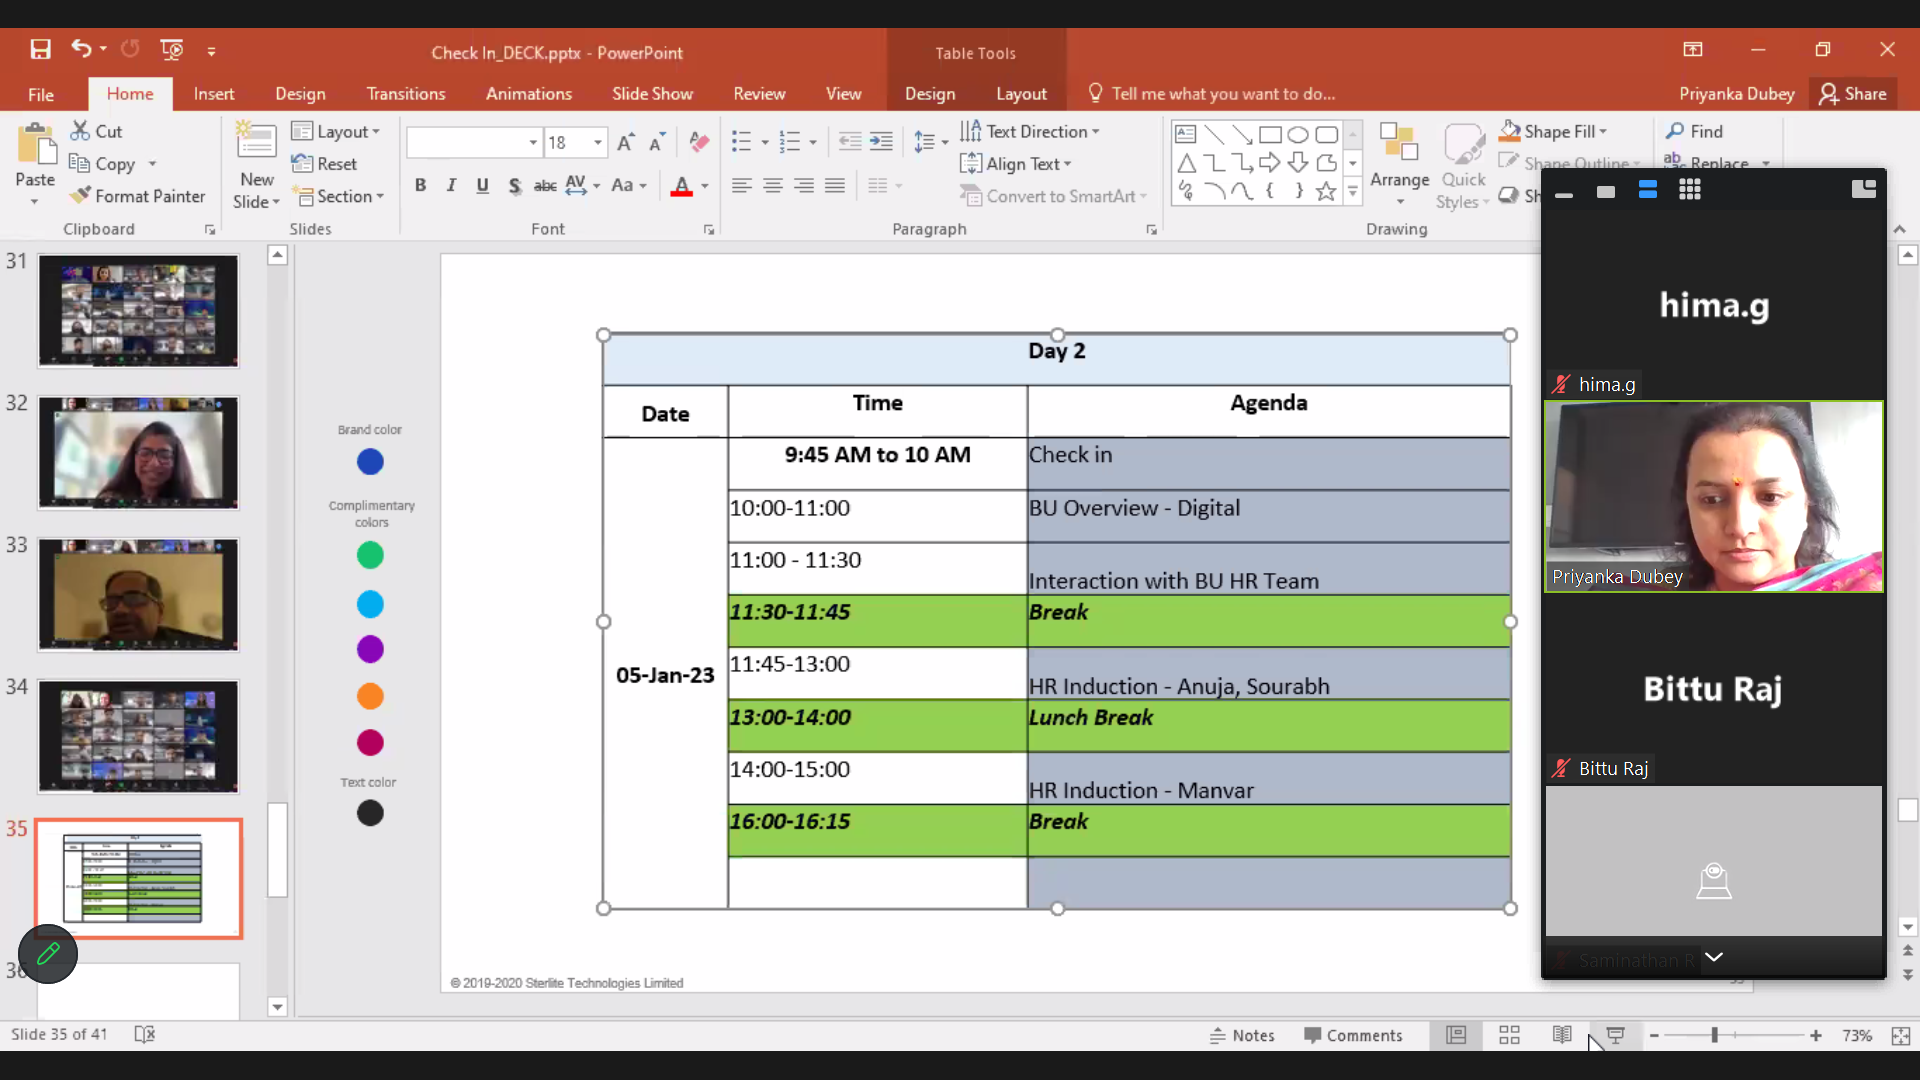 Check In_DECK.pptx - PowerPoint
Table Tools
File
Home
Insert
Design
Transitions
Animations
Slide Show
Review
View
Design
Layout
Tell me what you want to do...
Priyanka Dubey
Share
Paste
Cut
Copy
Format Painter
Clipboard
New
Slide
Layout
Reset
Section
Slides
18
B I U S abc AV Aa A
Font
Text Direction
Align Text
Convert to SmartArt
Paragraph
Arrange
Quick
Styles
Shape Fill
Shape Outline
Sh
Drawing
Find
Replace
31
32
33
34
35
36
Brand color
Complimentary
colors
Text color
Day 2
Date Time Agenda
05-Jan-23
9:45 AM to 10 AM Check in
10:00-11:00 BU Overview - Digital
11:00 - 11:30 Interaction with BU HR Team
11:30-11:45 Break
11:45-13:00 HR Induction - Anuja, Sourabh
13:00-14:00 Lunch Break
14:00-15:00 HR Induction - Manvar
16:00-16:15 Break
© 2019-2020 Sterlite Technologies Limited
hima.g
hima.g
Priyanka Dubey
Bittu Raj
Bittu Raj
Saminathan R
Slide 35 of 41
Notes
Comments
73%